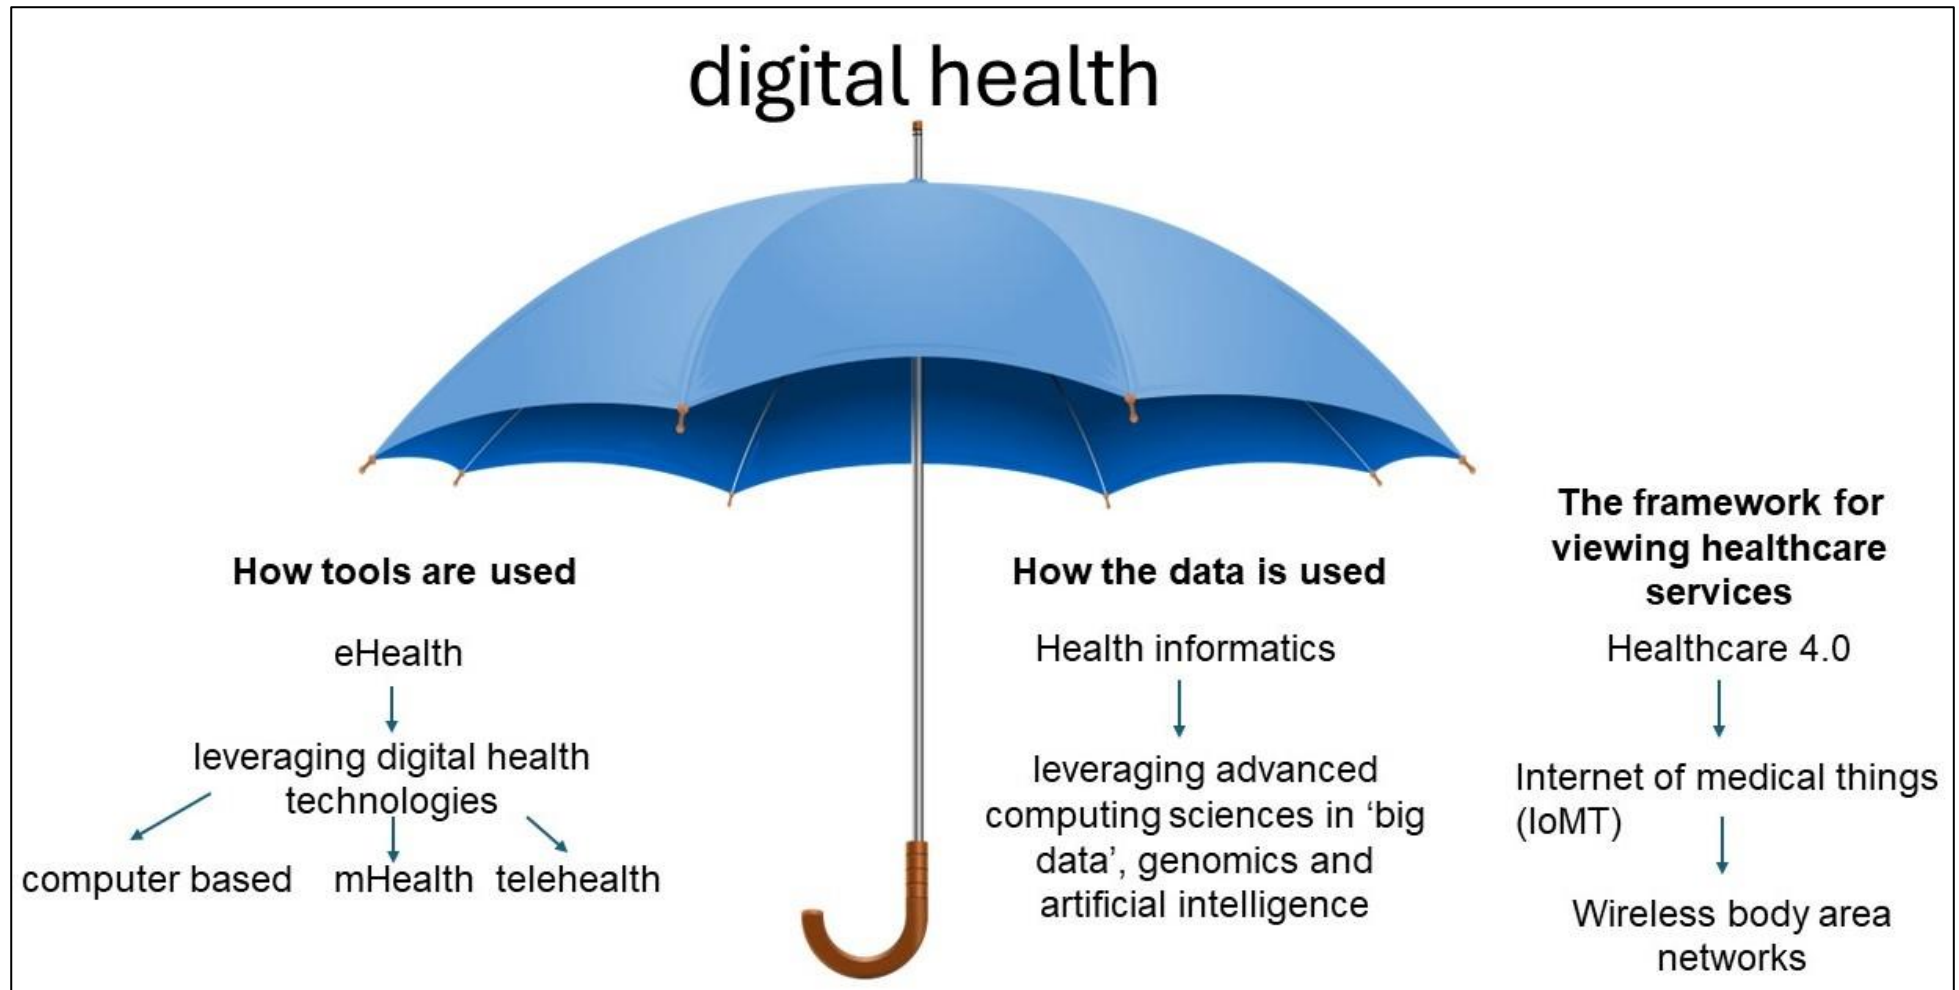 digital health
How tools are used
eHealth
leveraging digital health
technologies
computer based
mHealth
telehealth
How the data is used
Health informatics
leveraging advanced
computing sciences in ‘big
data’, genomics and
artificial intelligence
The framework for
viewing healthcare
services
Healthcare 4.0
Internet of medical things
(IoMT)
Wireless body area
networks